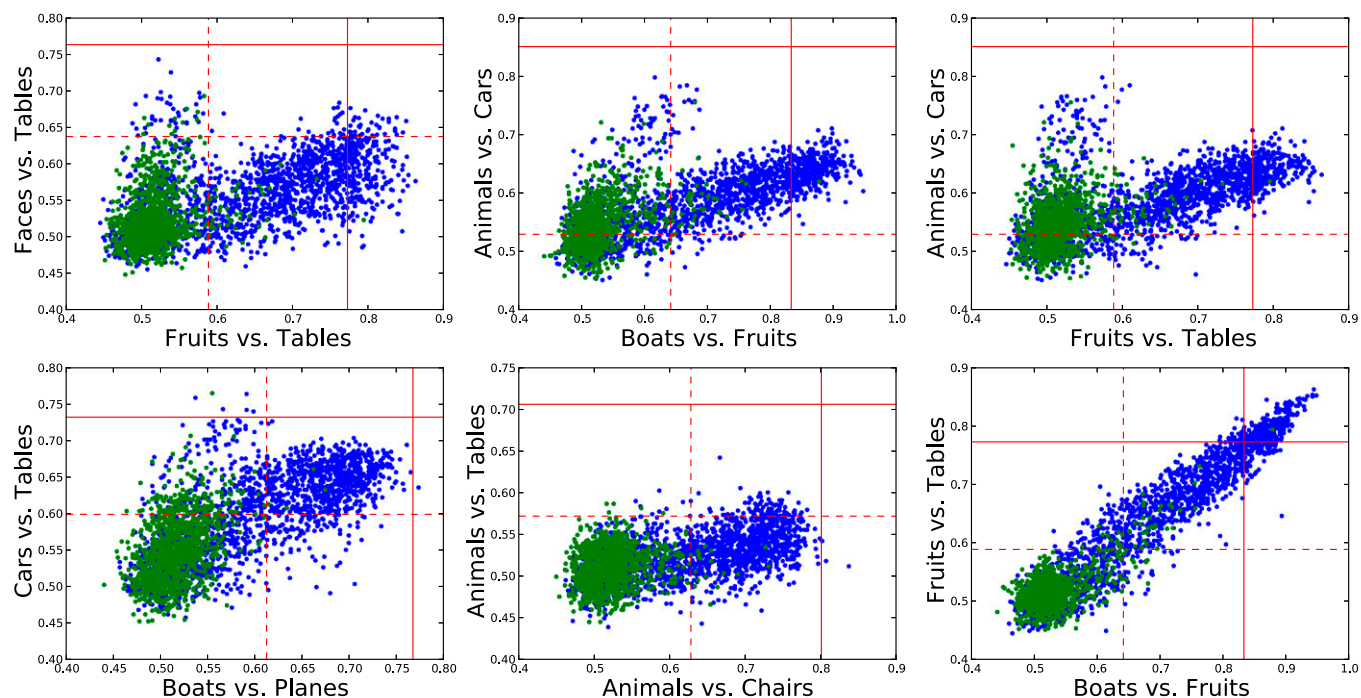 0.80
0.75
0.70
0.65
0.60
0.55
0.50
0.45
0.40
Faces vs. Tables
0.4 0.5 0.6 0.7 0.8 0.9
Fruits vs. Tables
0.9
0.8
0.7
0.6
0.5
0.4
Animals vs. Cars
0.4 0.5 0.6 0.7 0.8 0.9 1.0
Boats vs. Fruits
0.9
0.8
0.7
0.6
0.5
0.4
Animals vs. Cars
0.4 0.5 0.6 0.7 0.8 0.9
Fruits vs. Tables
0.80
0.75
0.70
0.65
0.60
0.55
0.50
0.45
0.40
Cars vs. Tables
0.40 0.45 0.50 0.55 0.60 0.65 0.70 0.75 0.80
Boats vs. Planes
0.75
0.70
0.65
0.60
0.55
0.50
0.45
0.40
Animals vs. Tables
0.4 0.5 0.6 0.7 0.8 0.9
Animals vs. Chairs
0.9
0.8
0.7
0.6
0.5
0.4
Fruits vs. Tables
0.4 0.5 0.6 0.7 0.8 0.9 1.0
Boats vs. Fruits